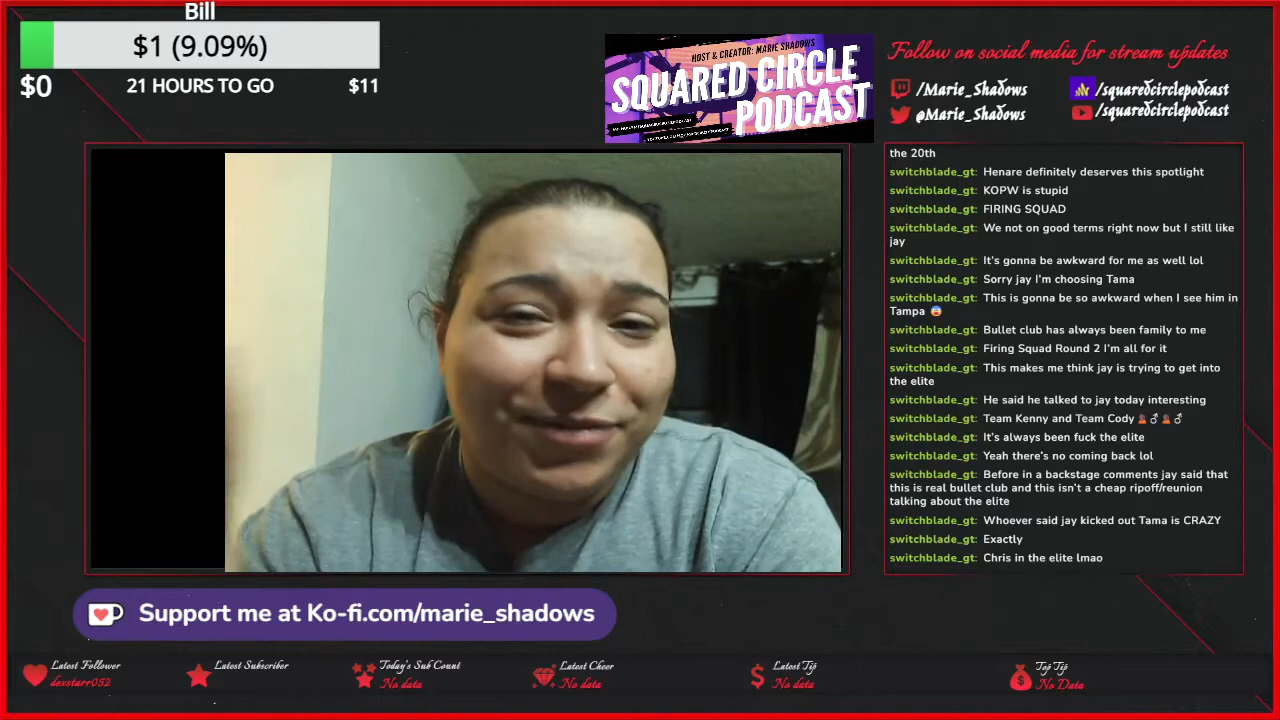 Bill
$1 (9.09%)
$0
21 HOURS TO GO
$11
HOST & CREATOR: MARIE SHADOWS
SQUARED CIRCLE
PODCAST
Follow on social media for stream updates
/Marie_Shadows
/squaredcirclepodcast
@Marie_Shadows
/squaredcirclepodcast
the 20th
switchblade_gt: Henare definitely deserves this spotlight
switchblade_gt: KOPW is stupid
switchblade_gt: FIRING SQUAD
switchblade_gt: We not on good terms right now but I still like
jay
switchblade_gt: It's gonna be awkward for me as well lol
switchblade_gt: Sorry jay I'm choosing Tama
switchblade_gt: This is gonna be so awkward when I see him in
Tampa 😨
switchblade_gt: Bullet club has always been family to me
switchblade_gt: Firing Squad Round 2 I'm all for it
switchblade_gt: This makes me think jay is trying to get into
the elite
switchblade_gt: He said he talked to jay today interesting
switchblade_gt: Team Kenny and Team Cody
switchblade_gt: It's always been fuck the elite
switchblade_gt: Yeah there's no coming back lol
switchblade_gt: Before in a backstage comments jay said that
this is real bullet club and this isn't a cheap ripoff/reunion
talking about the elite
switchblade_gt: Whoever said jay kicked out Tama is CRAZY
switchblade_gt: Exactly
switchblade_gt: Chris in the elite lmao
Support me at Ko-fi.com/marie_shadows
Latest Follower
dexstarr052
Latest Subscriber
Today's Sub Count
No data
Latest Cheer
No data
Latest Tip
No data
Top Tip
No Data